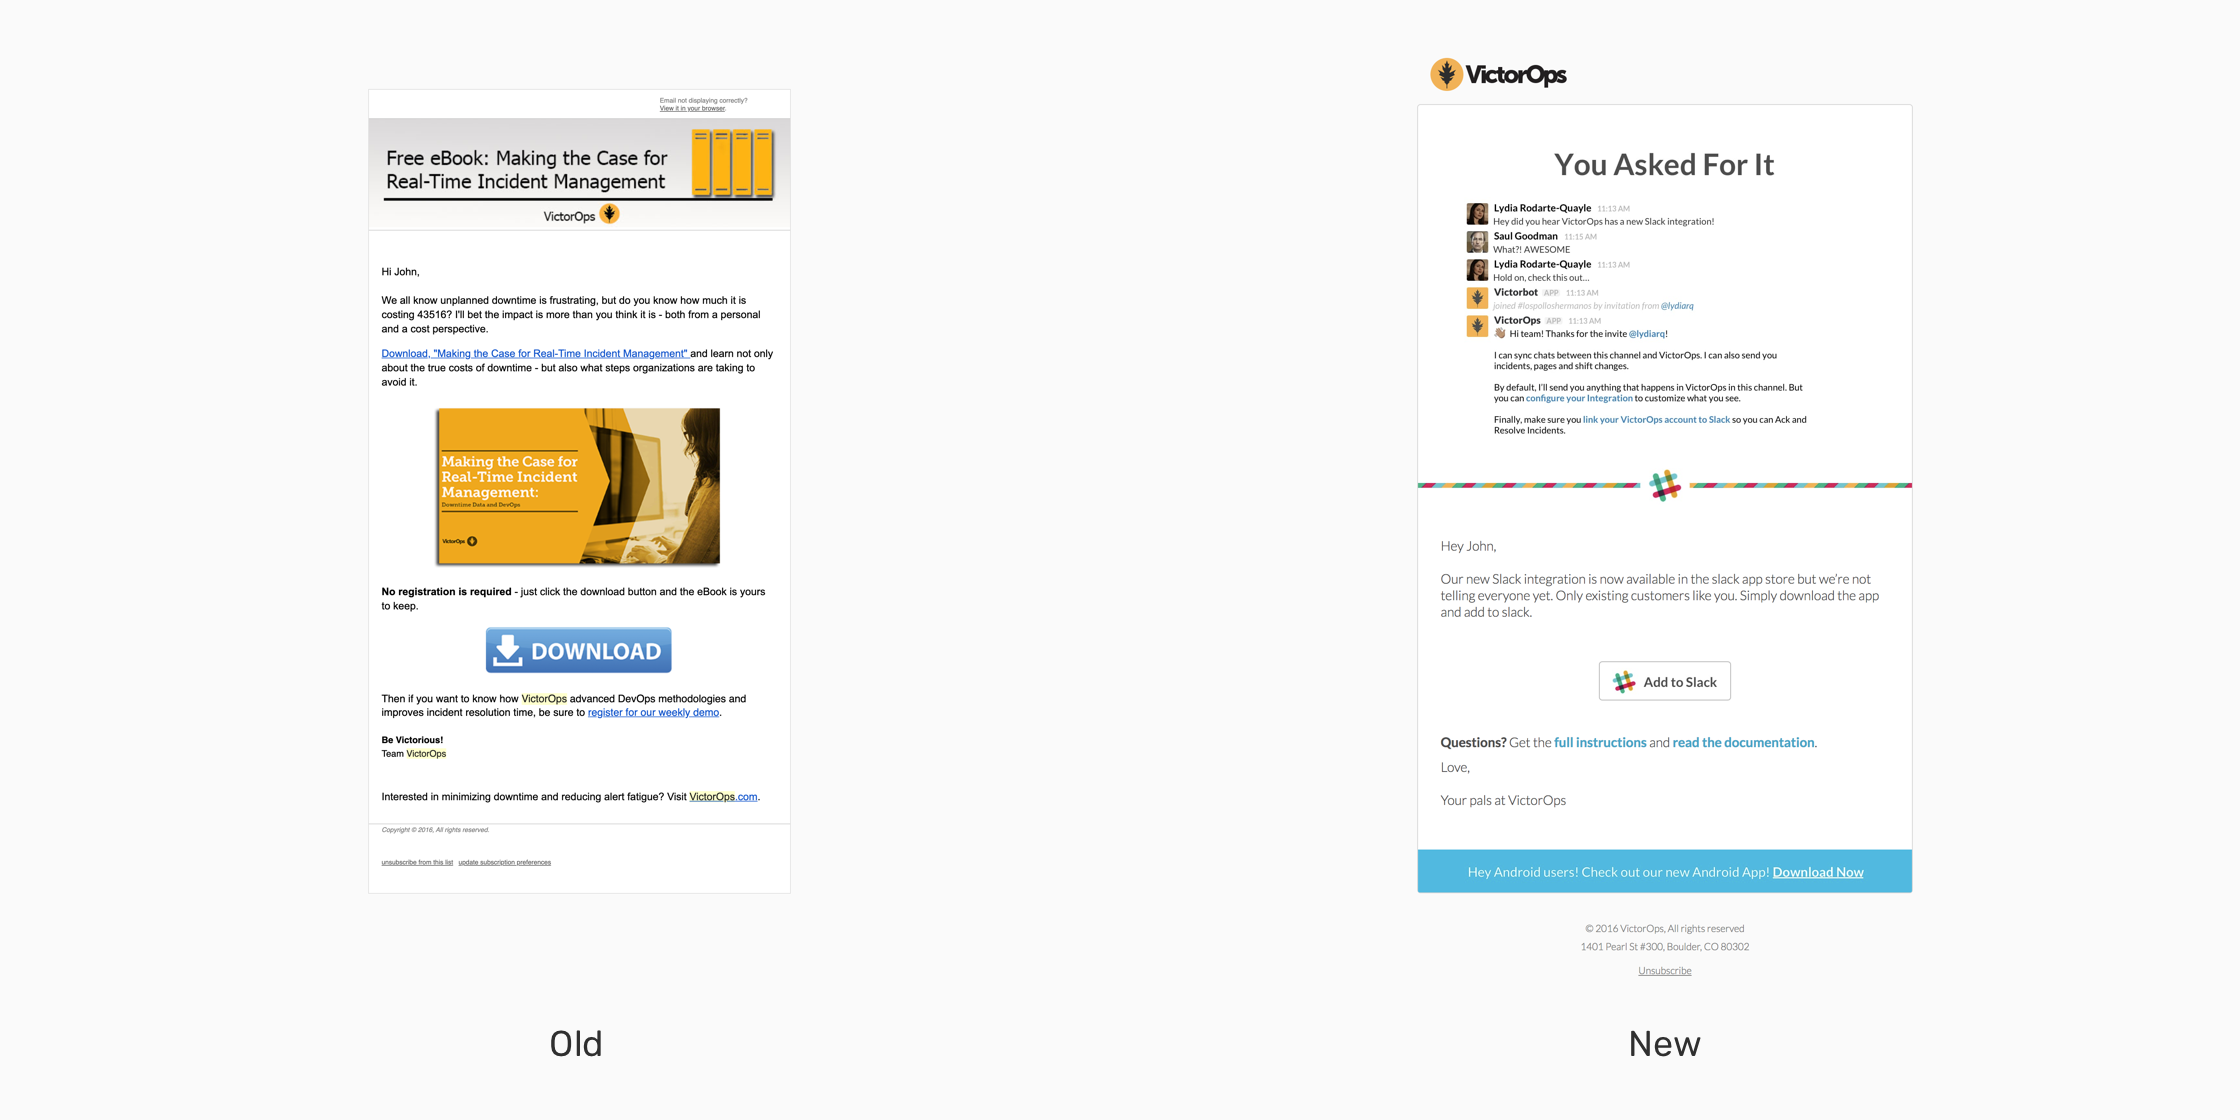 Email not displaying correctly?
View it in your browser.
Free eBook: Making the Case for
Real-Time Incident Management
VictorOps
Hi John,
We all know unplanned downtime is frustrating, but do you know how much it is
costing 43516? I'll bet the impact is more than you think it is - both from a personal
and a cost perspective.
Download, "Making the Case for Real-Time Incident Management" and learn not only
about the true costs of downtime - but also what steps organizations are taking to
avoid it.
Making the Case for
Real-Time Incident
Management:
Downtime Data and DevOps
VictorOps
No registration is required - just click the download button and the eBook is yours
to keep.
DOWNLOAD
Then if you want to know how VictorOps advanced DevOps methodologies and
improves incident resolution time, be sure to register for our weekly demo.
Be Victorious!
Team VictorOps
Interested in minimizing downtime and reducing alert fatigue? Visit VictorOps.com.
Copyright © 2016, All rights reserved.
unsubscribe from this list update subscription preferences
Old
VictorOps
You Asked For It
Lydia Rodarte-Quayle 11:13 AM
Hey did you hear VictorOps has a new Slack integration!
Saul Goodman 11:15 AM
What?! AWESOME
Lydia Rodarte-Quayle 11:13 AM
Hold on, check this out...
Victorbot APP 11:13 AM
joined #lospolloshermanos by invitation from @lydiarq
VictorOps APP 11:13 AM
Hi team! Thanks for the invite @lydiarq!
I can sync chats between this channel and VictorOps. I can also send you
incidents, pages and shift changes.
By default, I'll send you anything that happens in VictorOps in this channel. But
you can configure your Integration to customize what you see.
Finally, make sure you link your VictorOps account to Slack so you can Ack and
Resolve Incidents.
Hey John,
Our new Slack integration is now available in the slack app store but we're not
telling everyone yet. Only existing customers like you. Simply download the app
and add to slack.
Add to Slack
Questions? Get the full instructions and read the documentation.
Love,
Your pals at VictorOps
Hey Android users! Check out our new Android App! Download Now
© 2016 VictorOps, All rights reserved
1401 Pearl St #300, Boulder, CO 80302
Unsubscribe
New